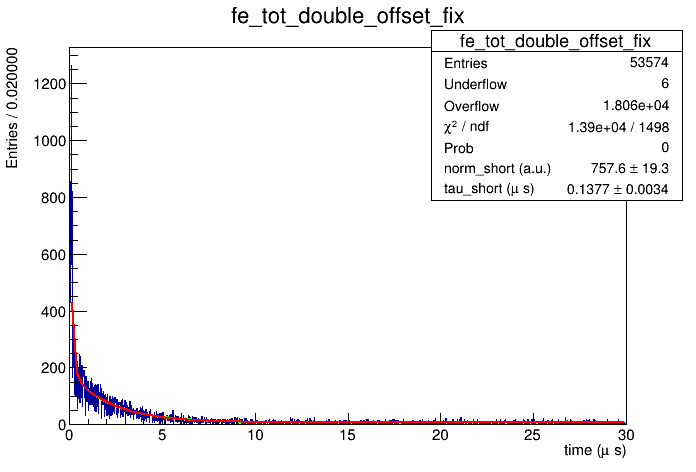 fe_tot_double_offset_fix
fe_tot_double_offset_fix
Entries 53574
Underflow 6
Overflow 1.806e+04
χ² / ndf 1.39e+04 / 1498
Prob 0
norm_short (a.u.) 757.6 ± 19.3
tau_short (μ s) 0.1377 ± 0.0034
Entries / 0.020000
1200
1000
800
600
400
200
0
0 5 10 15 20 25 30
time (μ s)